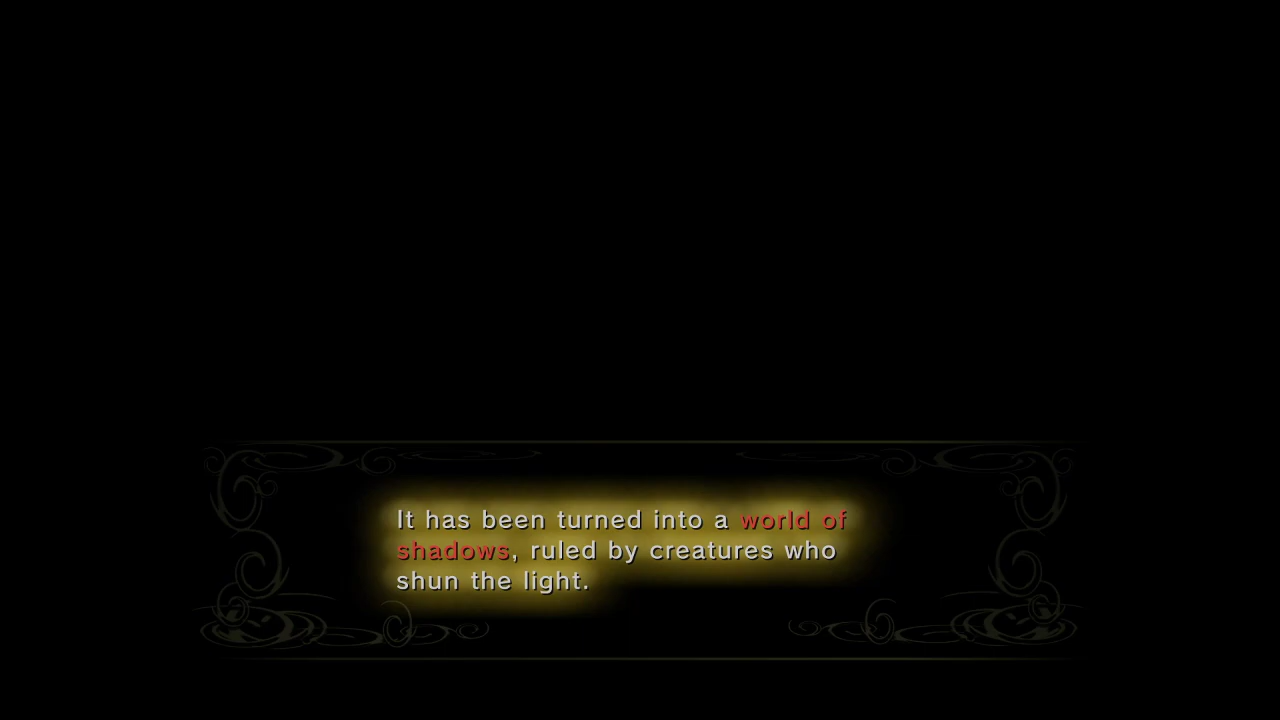 It has been turned into a world of
shadows, ruled by creatures who
shun the light.